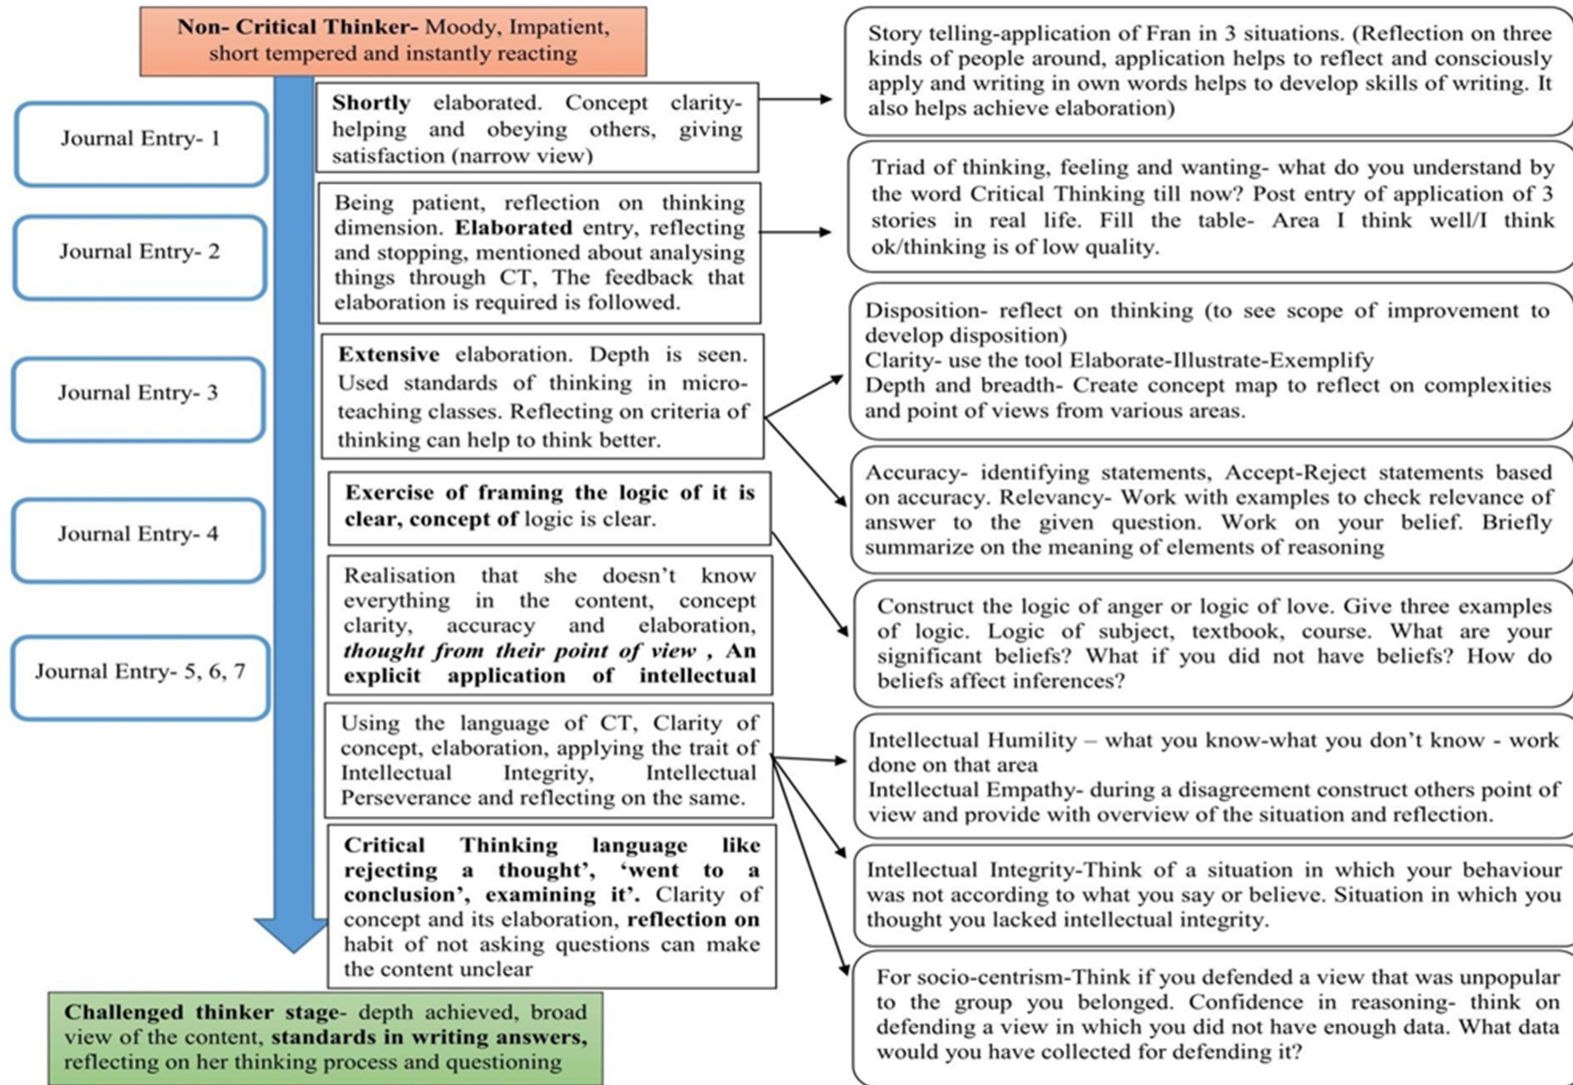 Non- Critical Thinker- Moody, Impatient,
short tempered and instantly reacting
Journal Entry- 1
Journal Entry- 2
Journal Entry- 3
Journal Entry- 4
Journal Entry- 5, 6, 7
Shortly elaborated. Concept clarity-
helping and obeying others, giving
satisfaction (narrow view)
Being patient, reflection on thinking
dimension. Elaborated entry, reflecting
and stopping, mentioned about analysing
things through CT, The feedback that
elaboration is required is followed.
Extensive elaboration. Depth is seen.
Used standards of thinking in micro-
teaching classes. Reflecting on criteria of
thinking can help to think better.
Exercise of framing the logic of it is
clear, concept of logic is clear.
Realisation that she doesn't know
everything in the content, concept
clarity, accuracy and elaboration,
thought from their point of view , An
explicit application of intellectual
Using the language of CT, Clarity of
concept, elaboration, applying the trait of
Intellectual Integrity, Intellectual
Perseverance and reflecting on the same.
Critical Thinking language like
rejecting a thought', 'went to a
conclusion', examining it'. Clarity of
concept and its elaboration, reflection on
habit of not asking questions can make
the content unclear
Challenged thinker stage- depth achieved, broad
view of the content, standards in writing answers,
reflecting on her thinking process and questioning
Story telling-application of Fran in 3 situations. (Reflection on three
kinds of people around, application helps to reflect and consciously
apply and writing in own words helps to develop skills of writing. It
also helps achieve elaboration)
Triad of thinking, feeling and wanting- what do you understand by
the word Critical Thinking till now? Post entry of application of 3
stories in real life. Fill the table- Area I think well/I think
ok/thinking is of low quality.
Disposition- reflect on thinking (to see scope of improvement to
develop disposition)
Clarity- use the tool Elaborate-Illustrate-Exemplify
Depth and breadth- Create concept map to reflect on complexities
and point of views from various areas.
Accuracy- identifying statements, Accept-Reject statements based
on accuracy. Relevancy- Work with examples to check relevance of
answer to the given question. Work on your belief. Briefly
summarize on the meaning of elements of reasoning
Construct the logic of anger or logic of love. Give three examples
of logic. Logic of subject, textbook, course. What are your
significant beliefs? What if you did not have beliefs? How do
beliefs affect inferences?
Intellectual Humility – what you know-what you don't know - work
done on that area
Intellectual Empathy- during a disagreement construct others point of
view and provide with overview of the situation and reflection.
Intellectual Integrity-Think of a situation in which your behaviour
was not according to what you say or believe. Situation in which you
thought you lacked intellectual integrity.
For socio-centrism-Think if you defended a view that was unpopular
to the group you belonged. Confidence in reasoning- think on
defending a view in which you did not have enough data. What data
would you have collected for defending it?